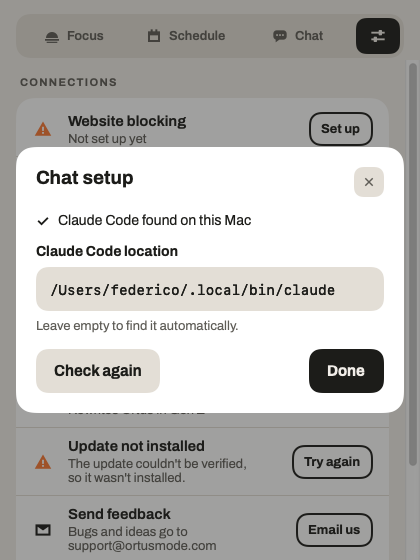 Focus Schedule Chat
CONNECTIONS
Website blocking
Not set up yet
Set up
Chat setup
Claude Code found on this Mac
Claude Code location
/Users/federico/.local/bin/claude
Leave empty to find it automatically.
Check again
Done
Update not installed
The update couldn't be verified,
so it wasn't installed.
Try again
Send feedback
Bugs and ideas go to
support@ortusmode.com
Email us